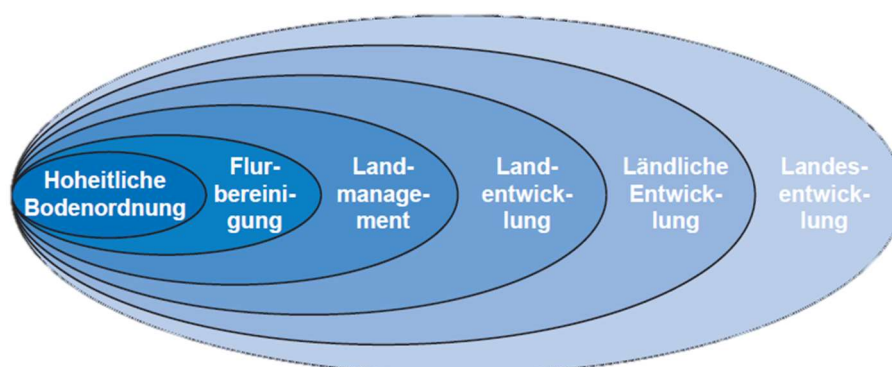 Hoheitliche
Bodenordnung
Flur-
bereini-
gung
Land-
manage-
ment
Land-
entwick-
lung
Ländliche
Entwick-
lung
Landes-
entwick-
lung